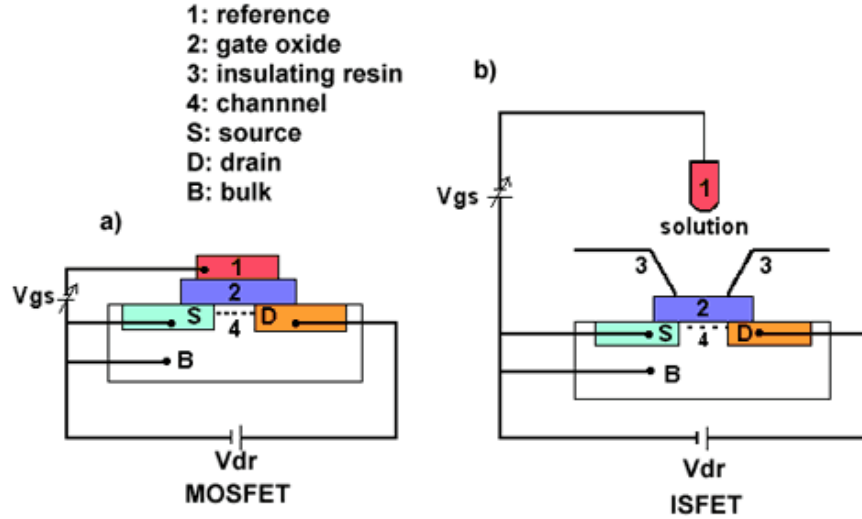 1: reference
2: gate oxide
3: insulating resin
4: channnel
S: source
D: drain
B: bulk
a)
1
2
Vgs
S
D
4
B
Vdr
MOSFET
b)
1
Vgs
solution
3
3
2
S
D
4
B
Vdr
ISFET